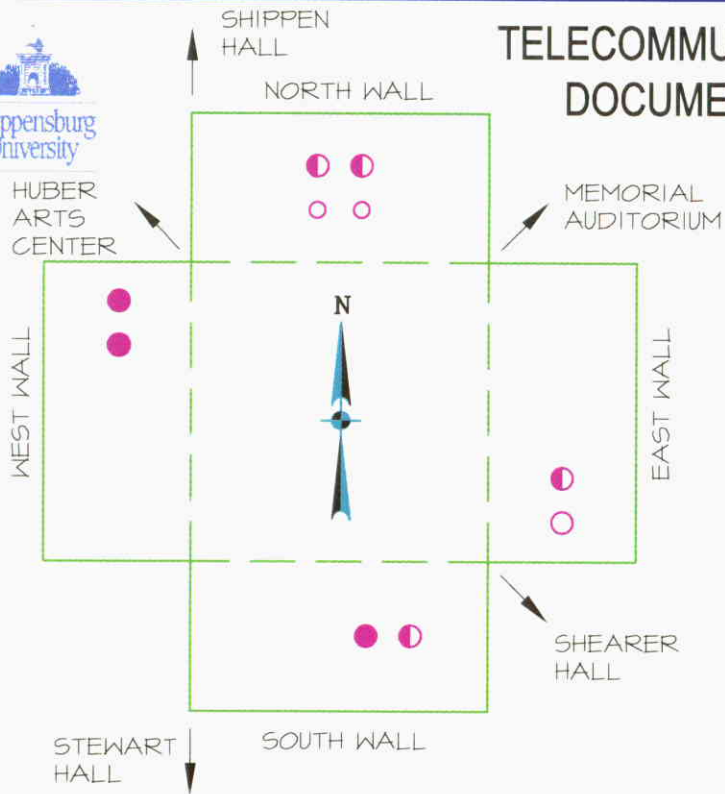 SHIPPEN
HALL
TELECOMMU
DOCUME
NORTH WALL
ppensburg
University
HUBER
ARTS
CENTER
MEMORIAL
AUDITORIUM
N
WEST WALL
EAST WALL
SHEARER
HALL
STEWART
HALL
SOUTH WALL